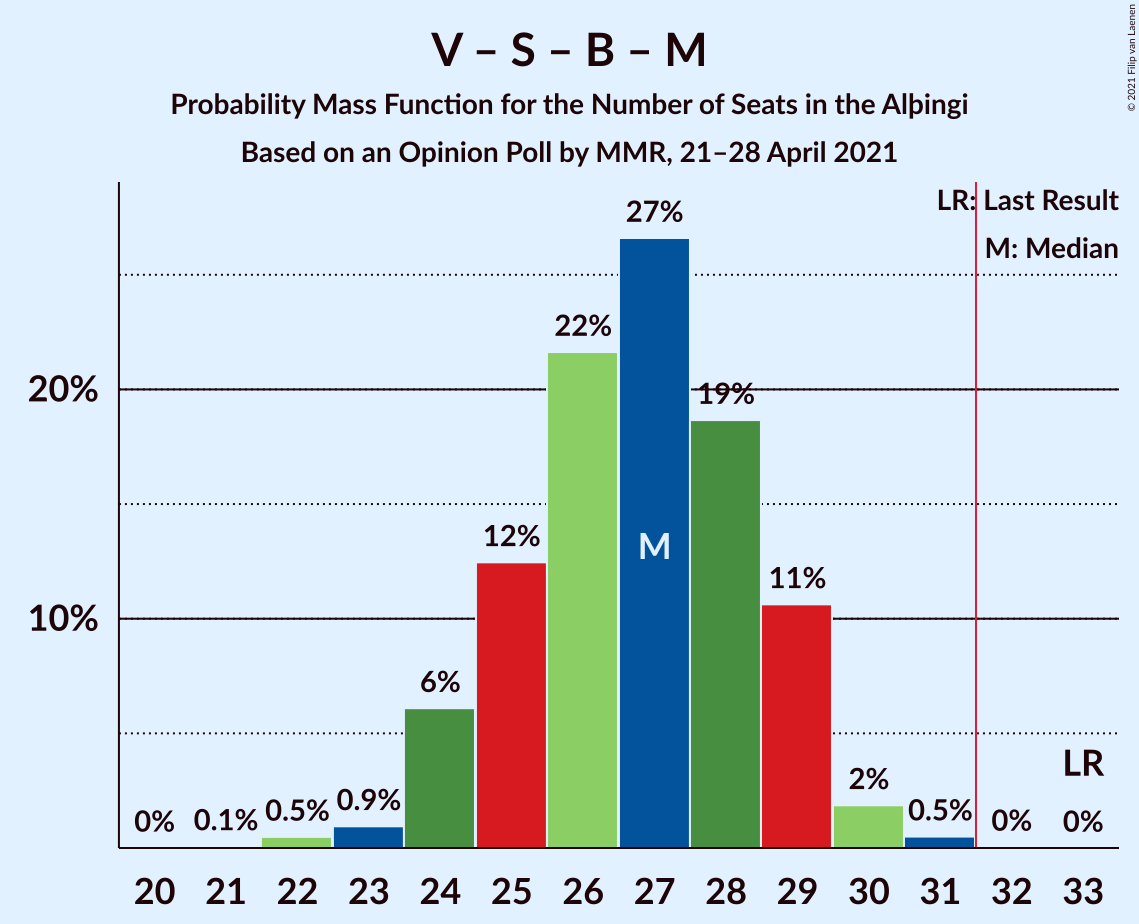 V – S – B – M
Probability Mass Function for the Number of Seats in the Alþingi
Based on an Opinion Poll by MMR, 21–28 April 2021
© 2021 Filip van Laenen
LR: Last Result
M: Median
27%
22%
20%
19%
12%
M
11%
10%
6%
LR
2%
0.9%
0.5%
0.5%
0.1%
0%
0%
0%
20 21 22 23 24 25 26 27 28 29 30 31 32 33